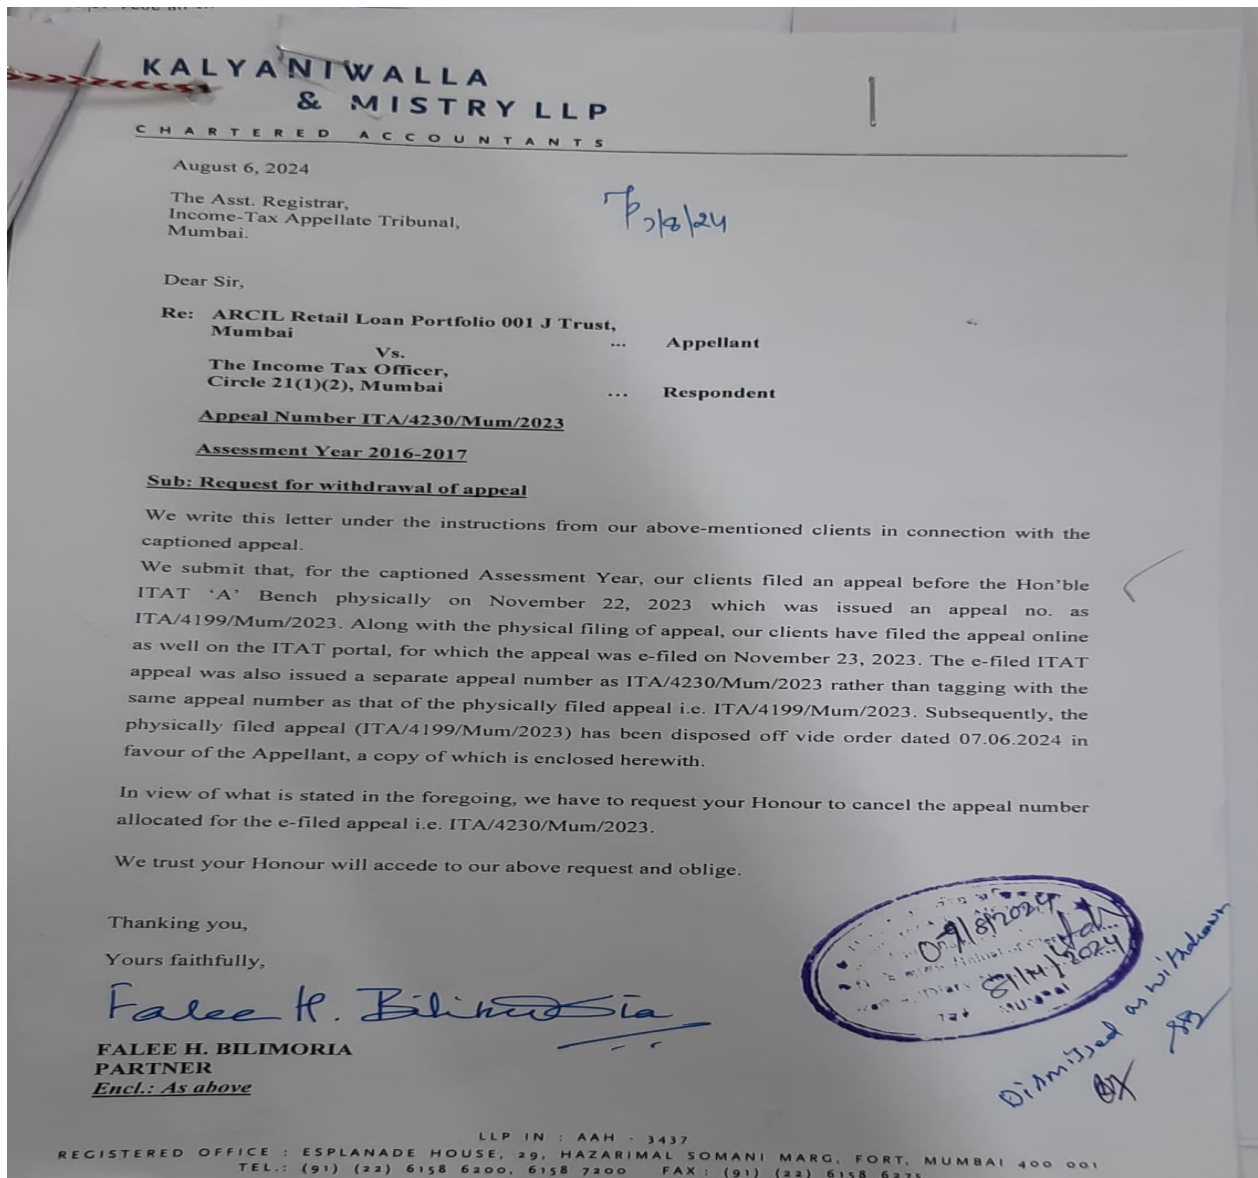 KALYANIWALLA
& MISTRY LLP
CHARTERED ACCOUNTANTS
August 6, 2024
7/8/24
The Asst. Registrar,
Income-Tax Appellate Tribunal,
Mumbai.
Dear Sir,
Re: ARCIL Retail Loan Portfolio 001 J Trust,
Mumbai ... Appellant
Vs.
The Income Tax Officer,
Circle 21(1)(2), Mumbai ... Respondent
Appeal Number ITA/4230/Mum/2023
Assessment Year 2016-2017
Sub: Request for withdrawal of appeal
We write this letter under the instructions from our above-mentioned clients in connection with the
captioned appeal.
We submit that, for the captioned Assessment Year, our clients filed an appeal before the Hon'ble
ITAT 'A' Bench physically on November 22, 2023 which was issued an appeal no. as
ITA/4199/Mum/2023. Along with the physical filing of appeal, our clients have filed the appeal online
as well on the ITAT portal, for which the appeal was e-filed on November 23, 2023. The e-filed ITAT
appeal was also issued a separate appeal number as ITA/4230/Mum/2023 rather than tagging with the
same appeal number as that of the physically filed appeal i.e. ITA/4199/Mum/2023. Subsequently, the
physically filed appeal (ITA/4199/Mum/2023) has been disposed off vide order dated 07.06.2024 in
favour of the Appellant, a copy of which is enclosed herewith.
In view of what is stated in the foregoing, we have to request your Honour to cancel the appeal number
allocated for the e-filed appeal i.e. ITA/4230/Mum/2023.
We trust your Honour will accede to our above request and oblige.
Thanking you,
Yours faithfully,
Falee H. Bilimoria
FALEE H. BILIMORIA
PARTNER
Encl.: As above
Dismissed as withdrawn
LLP IN : AAH - 3437
REGISTERED OFFICE : ESPLANADE HOUSE, 29, HAZARIMAL SOMANI MARG, FORT, MUMBAI 400 001
TEL.: (91) (22) 6158 6200, 6158 7200 FAX : (91) (22) 6158 6275